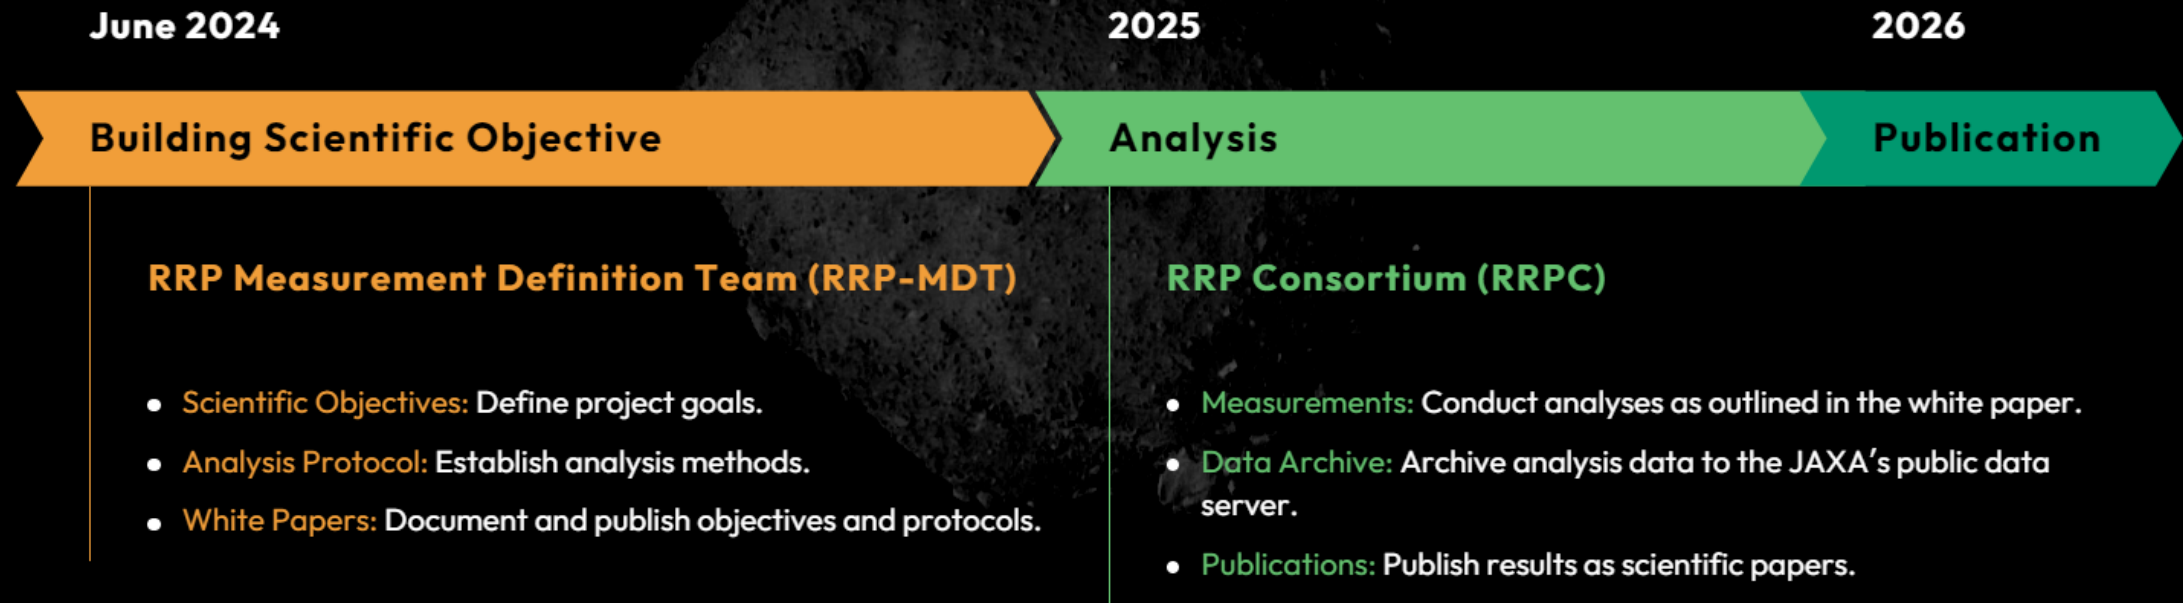 June 2024
2025
2026
Building Scientific Objective
Analysis
Publication
RRP Measurement Definition Team (RRP-MDT)
• Scientific Objectives: Define project goals.
• Analysis Protocol: Establish analysis methods.
• White Papers: Document and publish objectives and protocols.
RRP Consortium (RRPC)
• Measurements: Conduct analyses as outlined in the white paper.
• Data Archive: Archive analysis data to the JAXA’s public data
server.
• Publications: Publish results as scientific papers.